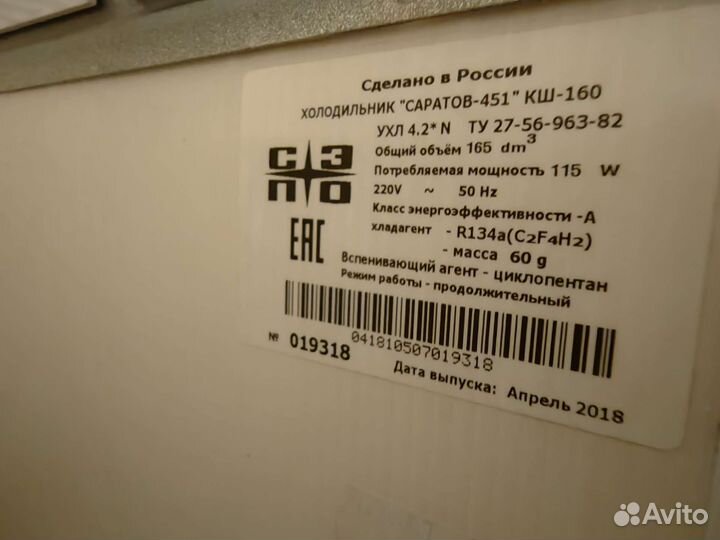 Сделано в России
ХОЛОДИЛЬНИК "САРАТОВ-451" КШ-160
УХЛ 4.2* N ТУ 27-56-963-82
Общий объём 165 dm³
Потребляемая мощность 115 W
220V ~ 50 Hz
Класс энергоэффективности -А
хладагент - R134a(C₂F₄H₂)
- масса 60 g
Вспенивающий агент - циклопентан
Режим работы - продолжительный
СЭПО
ЕАС
№ 019318
041810507019318
Дата выпуска: Апрель 2018
Avito